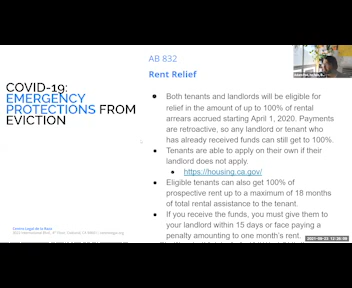 AB 832
Rent Relief
COVID-19:
EMERGENCY
PROTECTIONS FROM
EVICTION
• Both tenants and landlords will be eligible for
relief in the amount of up to 100% of rental
arrears accrued starting April 1, 2020. Payments
are retroactive, so any landlord or tenant who
has already received funds can still get to 100%.
• Tenants are able to apply on their own if their
landlord does not apply.
• https://housing.ca.gov/
• Eligible tenants can also get 100% of
prospective rent up to a maximum of 18 months
of total rental assistance to the tenant.
• If you receive the funds, you must give them to
your landlord within 15 days or face paying a
penalty amounting to one month's rent.
Centro Legal de la Raza